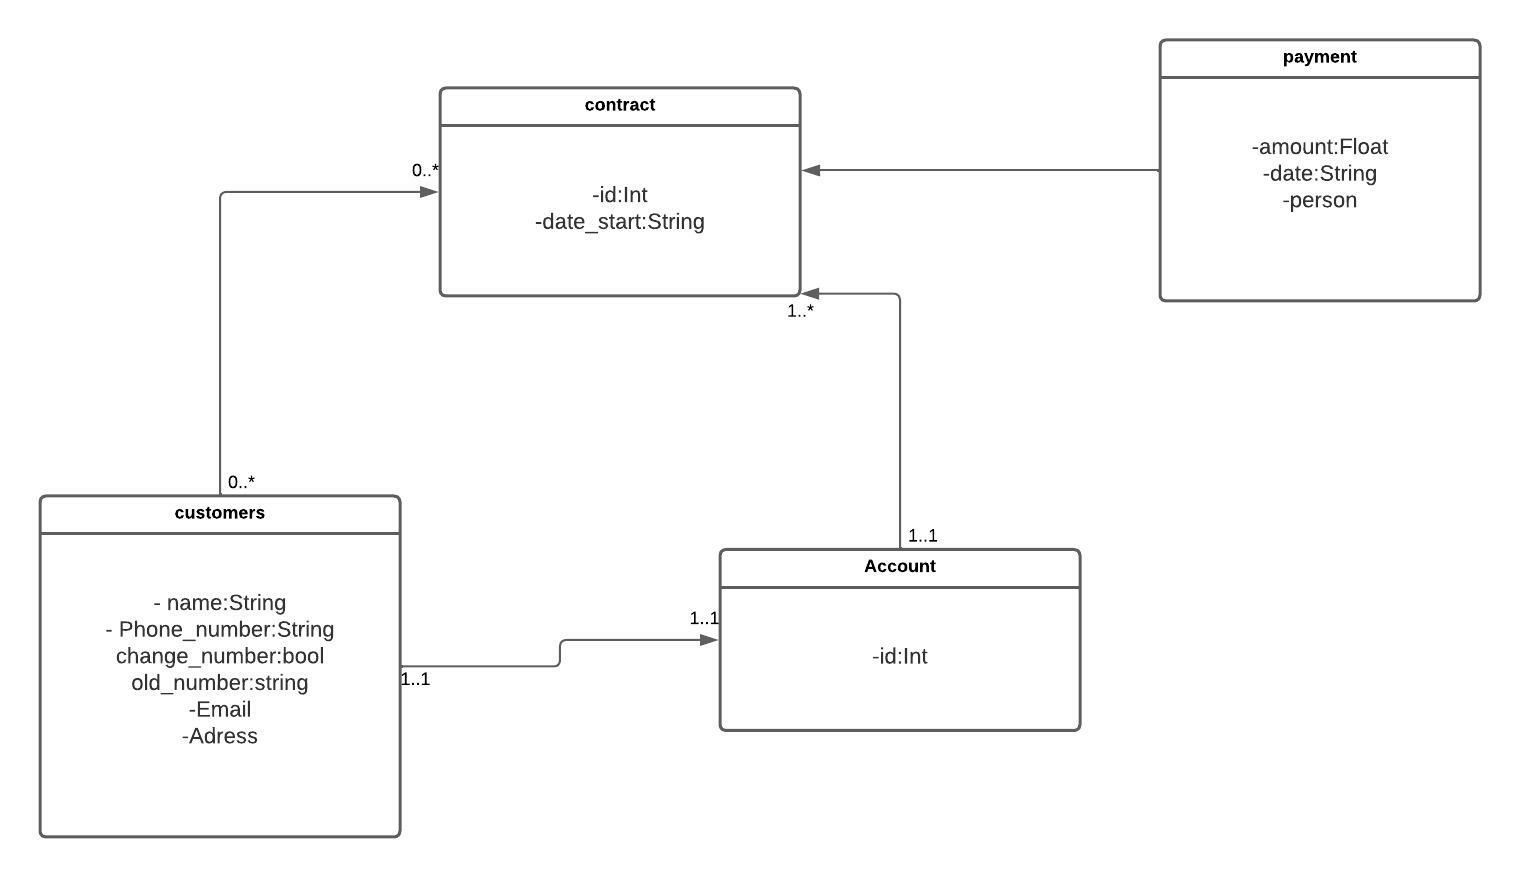 payment
-amount:Float
-date:String
-person
contract
-id:Int
-date_start:String
0..*
1..*
0..*
customers
- name:String
- Phone_number:String
change_number:bool
old_number:string
-Email
-Adress
1..1
1..1
1..1
Account
-id:Int